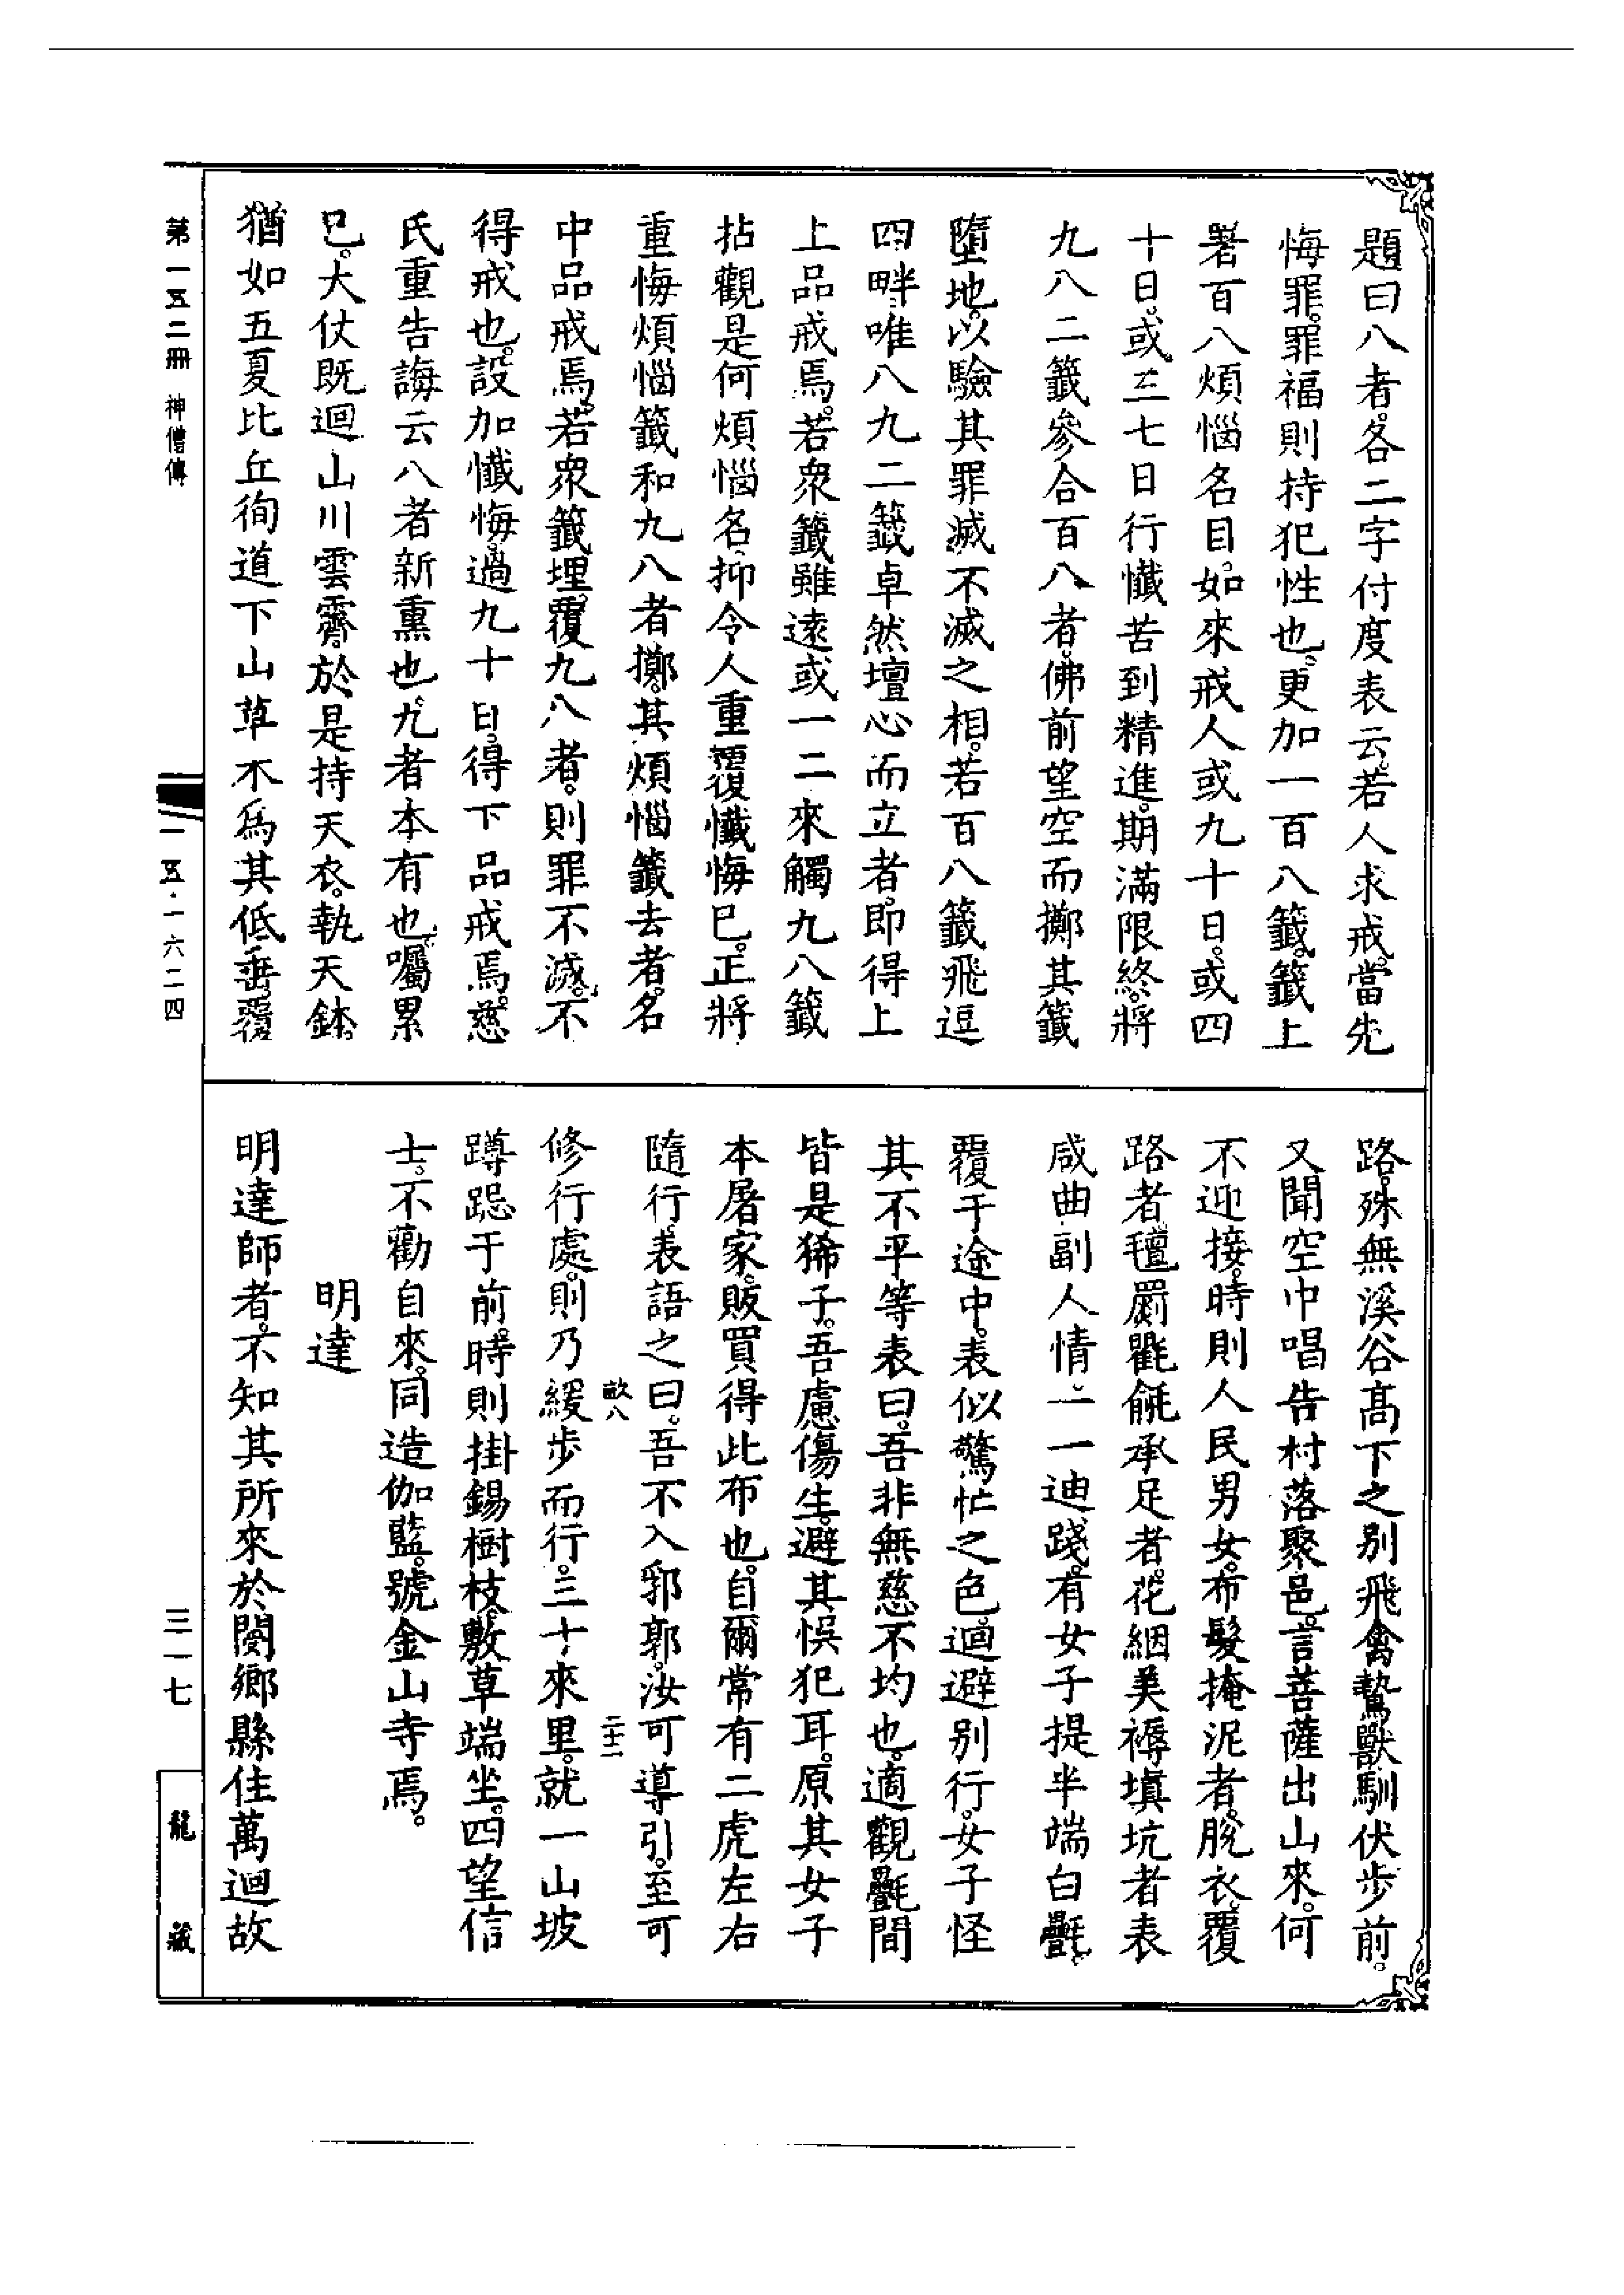 題曰八者。各二字付度表云。若人求戒。當先
悔罪。罪福則持犯性也。更加一百八籤。籤上
署百八煩惱名目。如來戒人或九十日。或四
十日。或三七日行懺苦到精進。期滿限終。將
九八二籤參合百八者。佛前望空而擲其籤
墮地。以驗其罪滅不滅之相。若百八籤飛逗
四畔唯八九二籤卓然壇心而立者。即得上
上品戒焉。若衆籤雖遠或一二來觸九八籤
拈觀是何煩惱名。抑令人重覆懺悔已。正將
重悔煩惱籤和九八者擲。其煩惱籤去者。名
中品戒焉。若衆籤埋覆九八者。則罪不滅。不
得戒也。設加懺悔。過九十日。得下品戒焉。慈
氏重告誨云八者新熏也。九者本有也。囑累
已。大仗既迴山川雲霽。於是持天衣。執天鉢。
猶如五夏比丘徇道下山草木爲其低垂。覆
路。殊無溪谷高下之別飛禽鷙獸馴伏步前。
又聞空中唱告村落聚邑。言菩薩出山來。何
不迎接。時則人民男女。布髮掩泥者。脫衣覆
路者氊罽氍毹承足者。花綑美褥塡坑者表
咸曲副人情。一一迪踐。有女子提半端白㲲。
覆于途中。表似驚忙之色。迴避別行。女子怪
其不平等表曰。吾非無慈不均也。適觀㲲間
皆是豨子。吾慮傷生。避其悞犯耳。原其女子
本屠家。販買得此布也。自爾常有二虎左右
隨行。表語之曰。吾不入郛郭。汝可導引。至可
畝八
二十二
修行處。則乃緩步而行。三十來里。就一山坡
蹲跽于前。時則掛錫樹枝。敷草端坐。四望信
士。不勸自來。同造伽藍。號金山寺焉。
明達
明達師者。不知其所來於閿鄉縣住萬迴故
第一五二冊 神僧傳
一五·一六二四
三一七
龍藏